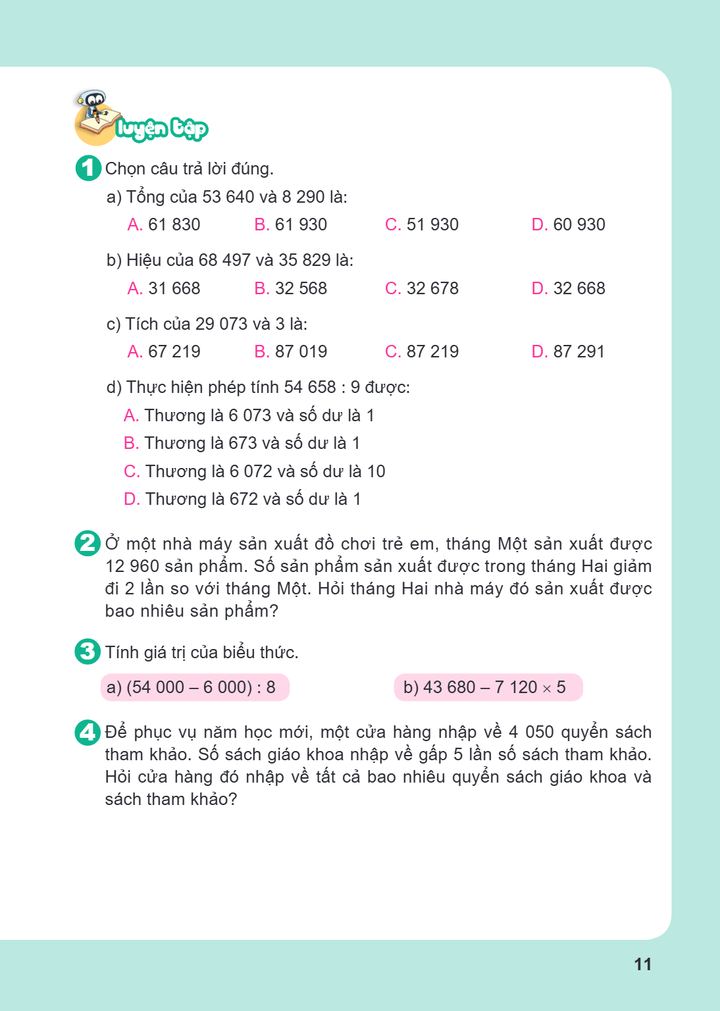 luyện tập
1 Chọn câu trả lời đúng.
a) Tổng của 53 640 và 8 290 là:
A. 61 830 B. 61 930 C. 51 930 D. 60 930
b) Hiệu của 68 497 và 35 829 là:
A. 31 668 B. 32 568 C. 32 678 D. 32 668
c) Tích của 29 073 và 3 là:
A. 67 219 B. 87 019 C. 87 219 D. 87 291
d) Thực hiện phép tính 54 658 : 9 được:
A. Thương là 6 073 và số dư là 1
B. Thương là 673 và số dư là 1
C. Thương là 6 072 và số dư là 10
D. Thương là 672 và số dư là 1
2 Ở một nhà máy sản xuất đồ chơi trẻ em, tháng Một sản xuất được
12 960 sản phẩm. Số sản phẩm sản xuất được trong tháng Hai giảm
đi 2 lần so với tháng Một. Hỏi tháng Hai nhà máy đó sản xuất được
bao nhiêu sản phẩm?
3 Tính giá trị của biểu thức.
a) (54 000 – 6 000) : 8 b) 43 680 – 7 120 × 5
4 Để phục vụ năm học mới, một cửa hàng nhập về 4 050 quyển sách
tham khảo. Số sách giáo khoa nhập về gấp 5 lần số sách tham khảo.
Hỏi cửa hàng đó nhập về tất cả bao nhiêu quyển sách giáo khoa và
sách tham khảo?
11